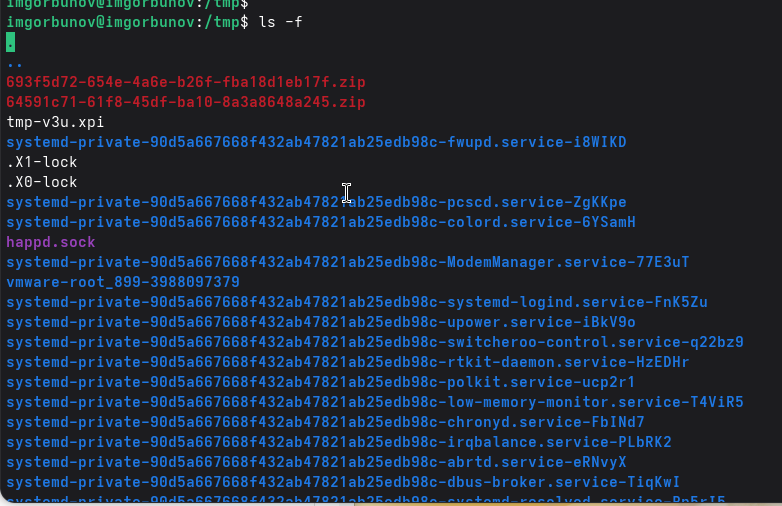 imgorbunov@imgorbunov:/tmp$
imgorbunov@imgorbunov:/tmp$ ls -f
.
..
693f5d72-654e-4a6e-b26f-fba18d1eb17f.zip
64591c71-61f8-45df-ba10-8a3a8648a245.zip
tmp-v3u.xpi
systemd-private-90d5a667668f432ab47821ab25edb98c-fwupd.service-i8WIKD
.X1-lock
.X0-lock
systemd-private-90d5a667668f432ab47821ab25edb98c-pcscd.service-ZgKKpe
systemd-private-90d5a667668f432ab47821ab25edb98c-colord.service-6YSamH
happd.sock
systemd-private-90d5a667668f432ab47821ab25edb98c-ModemManager.service-77E3uT
vmware-root_899-3988097379
systemd-private-90d5a667668f432ab47821ab25edb98c-systemd-logind.service-FnK5Zu
systemd-private-90d5a667668f432ab47821ab25edb98c-upower.service-iBkV9o
systemd-private-90d5a667668f432ab47821ab25edb98c-switcheroo-control.service-q22bz9
systemd-private-90d5a667668f432ab47821ab25edb98c-rtkit-daemon.service-HzEDHr
systemd-private-90d5a667668f432ab47821ab25edb98c-polkit.service-ucp2r1
systemd-private-90d5a667668f432ab47821ab25edb98c-low-memory-monitor.service-T4ViR5
systemd-private-90d5a667668f432ab47821ab25edb98c-chronyd.service-FbINd7
systemd-private-90d5a667668f432ab47821ab25edb98c-irqbalance.service-PLbRK2
systemd-private-90d5a667668f432ab47821ab25edb98c-abrtd.service-eRNvyX
systemd-private-90d5a667668f432ab47821ab25edb98c-dbus-broker.service-TiqKwI